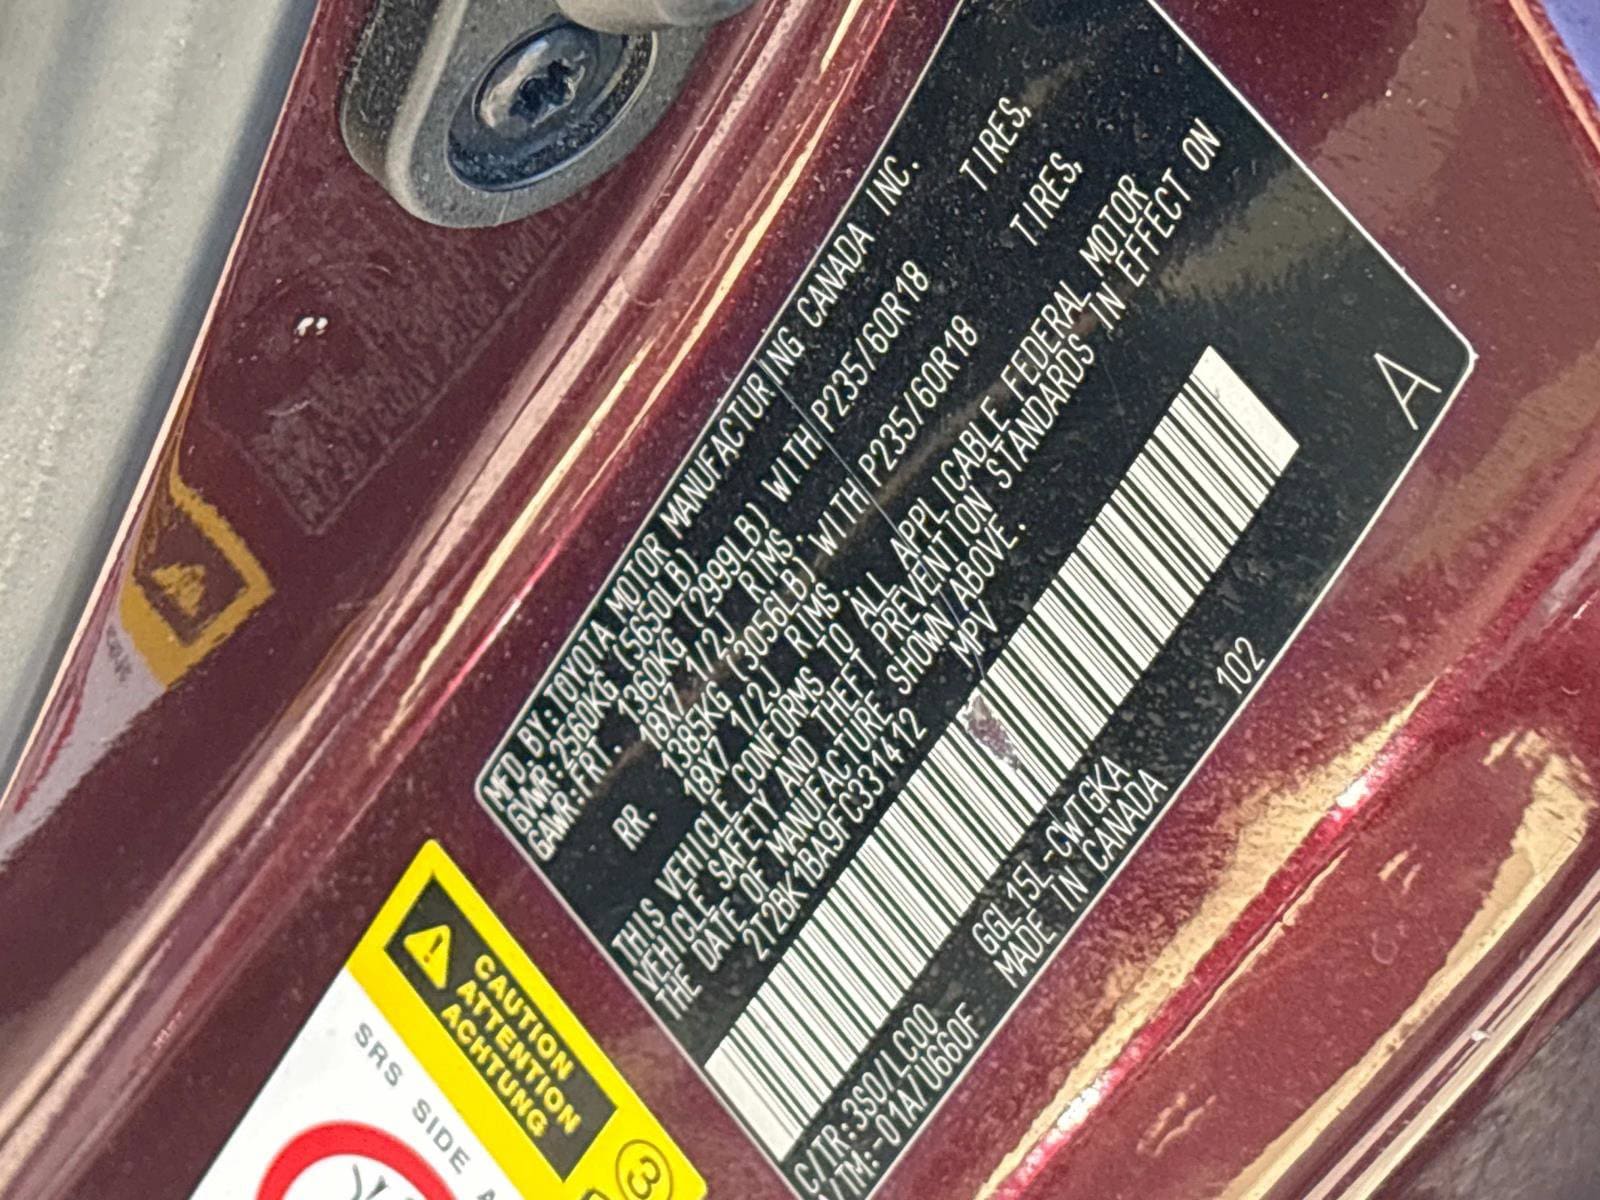 MFD. BY: TOYOTA MOTOR MANUFACTURING CANADA INC.
GVWR: 2560KG (5650LB)
GAWR: FRT. 1360KG (2999LB) WITH P235/60R18 TIRES,
18X7 1/2J RIMS.
RR. 1385KG (3056LB) WITH P235/60R18 TIRES,
18X7 1/2J RIMS.
THIS VEHICLE CONFORMS TO ALL APPLICABLE FEDERAL MOTOR
VEHICLE SAFETY AND THEFT PREVENTION STANDARDS IN EFFECT ON
THE DATE OF MANUFACTURE SHOWN ABOVE.
2T2BK1BA9FC331412 MPV
A
C/TR: 3S0/LC00 GGL15L-CWTGKA 102
/TM:-01A/U660F MADE IN CANADA
CAUTION
ATTENTION
ACHTUNG
3
SRS SIDE